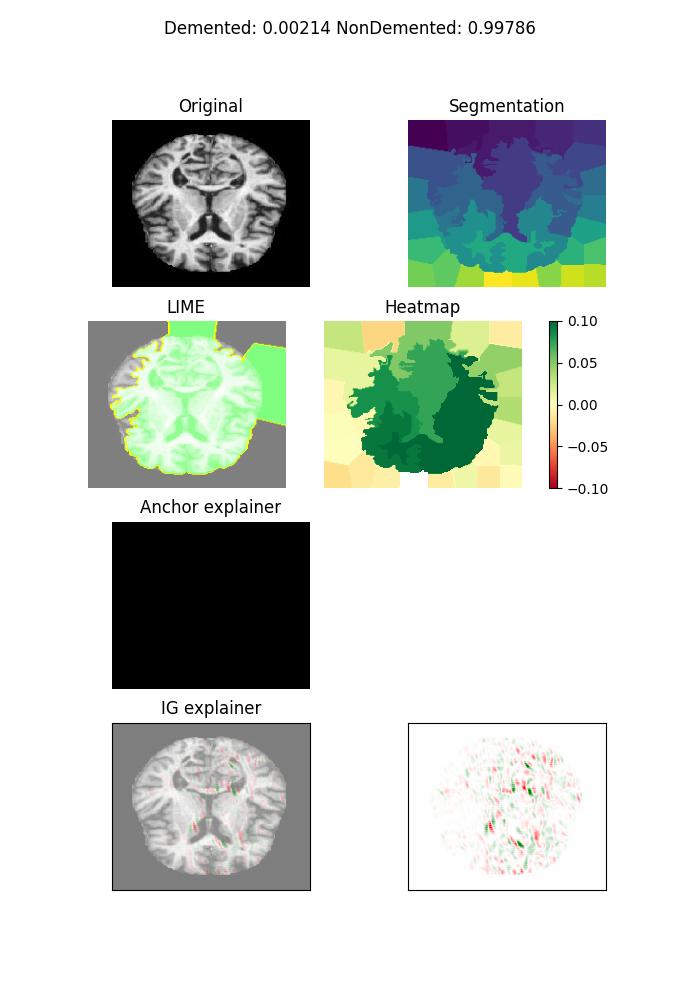 Demented: 0.00214 NonDemented: 0.99786
Original
Segmentation
LIME
Heatmap
0.10
0.05
0.00
−0.05
−0.10
Anchor explainer
IG explainer